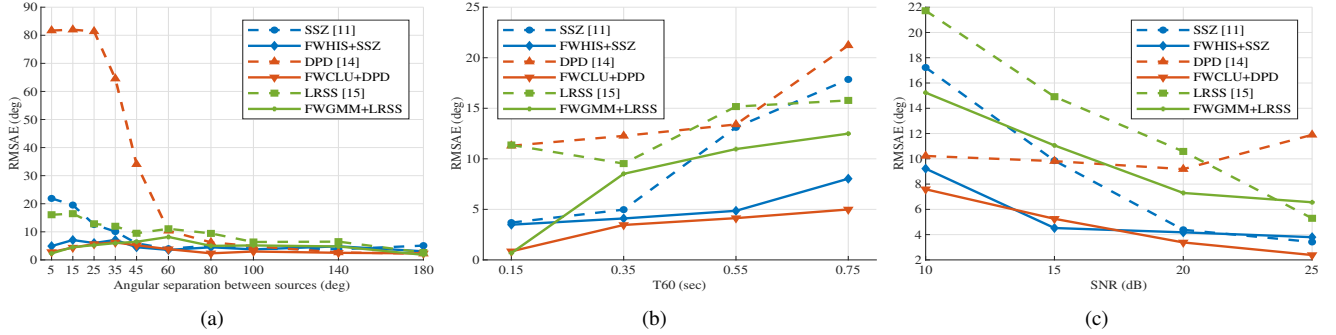 90
80
70
60
50
40
30
20
10
0
RMSAE (deg)
SSZ [11]
FWHIS+SSZ
DPD [14]
FWCLU+DPD
LRSS [15]
FWGMM+LRSS
5 15 25 35 45 60 80 100 140 180
Angular separation between sources (deg)
(a)
25
20
15
10
5
0
RMSAE (deg)
SSZ [11]
FWHIS+SSZ
DPD [14]
FWCLU+DPD
LRSS [15]
FWGMM+LRSS
0.15 0.35 0.55 0.75
T60 (sec)
(b)
22
20
18
16
14
12
10
8
6
4
2
RMSAE (deg)
SSZ [11]
FWHIS+SSZ
DPD [14]
FWCLU+DPD
LRSS [15]
FWGMM+LRSS
10 15 20 25
SNR (dB)
(c)